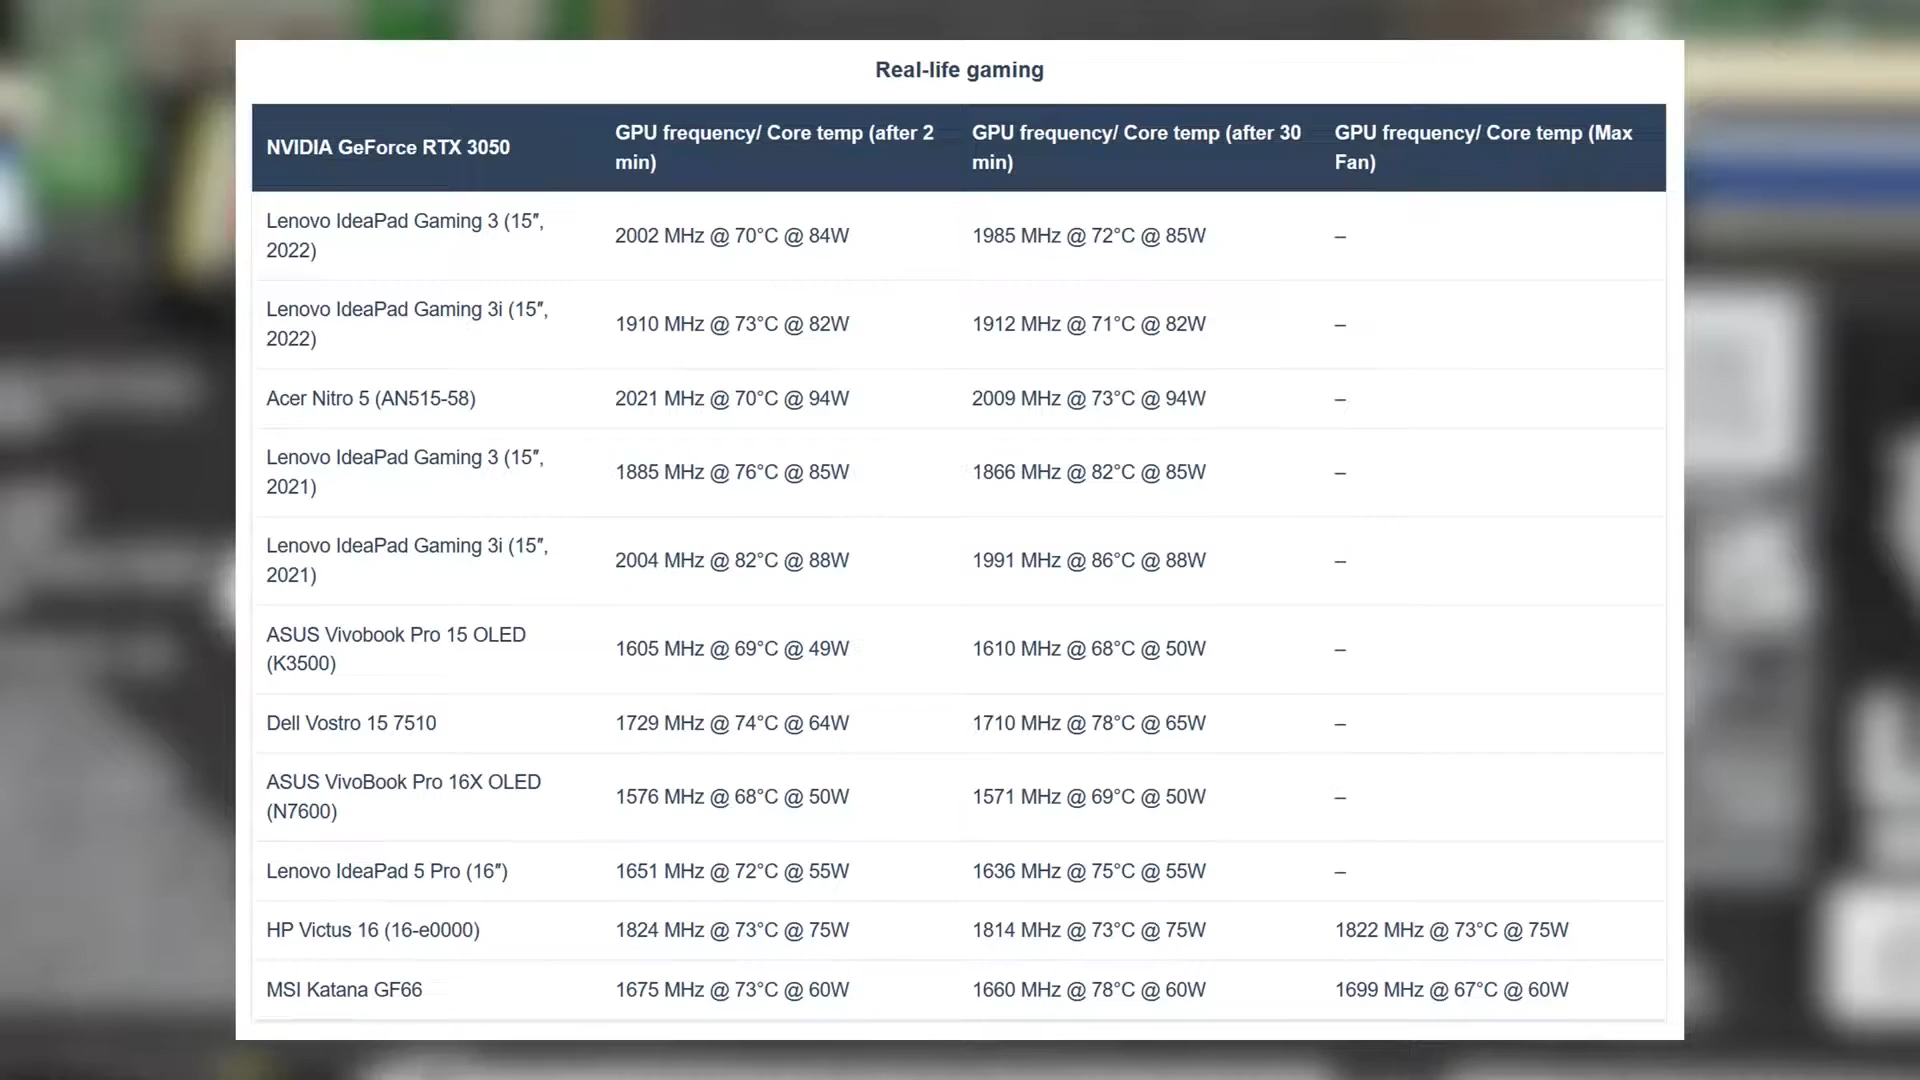 Real-life gaming
NVIDIA GeForce RTX 3050
GPU frequency/ Core temp (after 2
min)
GPU frequency/ Core temp (after 30
min)
GPU frequency/ Core temp (Max
Fan)
Lenovo IdeaPad Gaming 3 (15″,
2022)
2002 MHz @ 70°C @ 84W
1985 MHz @ 72°C @ 85W
–
Lenovo IdeaPad Gaming 3i (15″,
2022)
1910 MHz @ 73°C @ 82W
1912 MHz @ 71°C @ 82W
–
Acer Nitro 5 (AN515-58)
2021 MHz @ 70°C @ 94W
2009 MHz @ 73°C @ 94W
–
Lenovo IdeaPad Gaming 3 (15″,
2021)
1885 MHz @ 76°C @ 85W
1866 MHz @ 82°C @ 85W
–
Lenovo IdeaPad Gaming 3i (15″,
2021)
2004 MHz @ 82°C @ 88W
1991 MHz @ 86°C @ 88W
–
ASUS Vivobook Pro 15 OLED
(K3500)
1605 MHz @ 69°C @ 49W
1610 MHz @ 68°C @ 50W
–
Dell Vostro 15 7510
1729 MHz @ 74°C @ 64W
1710 MHz @ 78°C @ 65W
–
ASUS VivoBook Pro 16X OLED
(N7600)
1576 MHz @ 68°C @ 50W
1571 MHz @ 69°C @ 50W
–
Lenovo IdeaPad 5 Pro (16″)
1651 MHz @ 72°C @ 55W
1636 MHz @ 75°C @ 55W
–
HP Victus 16 (16-e0000)
1824 MHz @ 73°C @ 75W
1814 MHz @ 73°C @ 75W
1822 MHz @ 73°C @ 75W
MSI Katana GF66
1675 MHz @ 73°C @ 60W
1660 MHz @ 78°C @ 60W
1699 MHz @ 67°C @ 60W